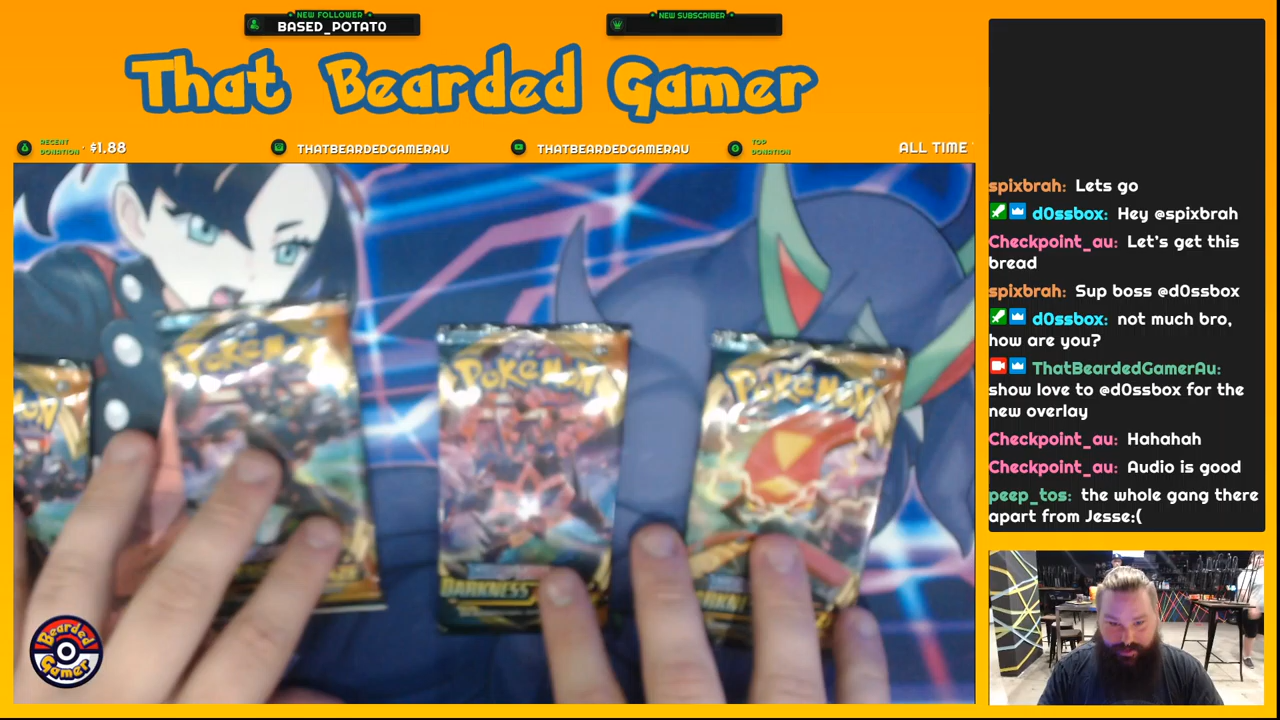 NEW FOLLOWER
BASED_POTATO
NEW SUBSCRIBER
That Bearded Gamer
RECENT DONATION $1.88
THATBEARDEDGAMERAU
THATBEARDEDGAMERAU
TOP DONATION
ALL TIME
spixbrah: Lets go
d0ssbox: Hey @spixbrah
Checkpoint_au: Let's get this
bread
spixbrah: Sup boss @d0ssbox
d0ssbox: not much bro,
how are you?
ThatBeardedGamerAu:
show love to @d0ssbox for the
new overlay
Checkpoint_au: Hahahah
Checkpoint_au: Audio is good
peep_tos: the whole gang there
apart from Jesse:(
POKéMON
POKéMON
POKéMON
DARKNESS
Bearded
Gamer